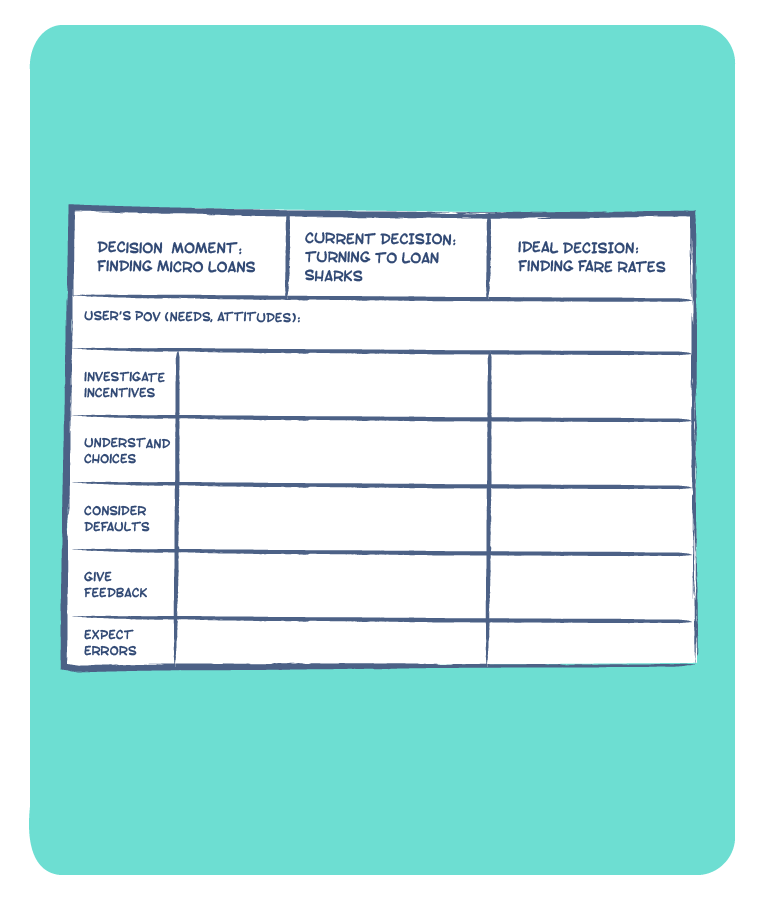 DECISION MOMENT:
FINDING MICRO LOANS
CURRENT DECISION:
TURNING TO LOAN
SHARKS
IDEAL DECISION:
FINDING FARE RATES
USER'S POV (NEEDS, ATTITUDES):
INVESTIGATE
INCENTIVES
UNDERSTAND
CHOICES
CONSIDER
DEFAULTS
GIVE
FEEDBACK
EXPECT
ERRORS